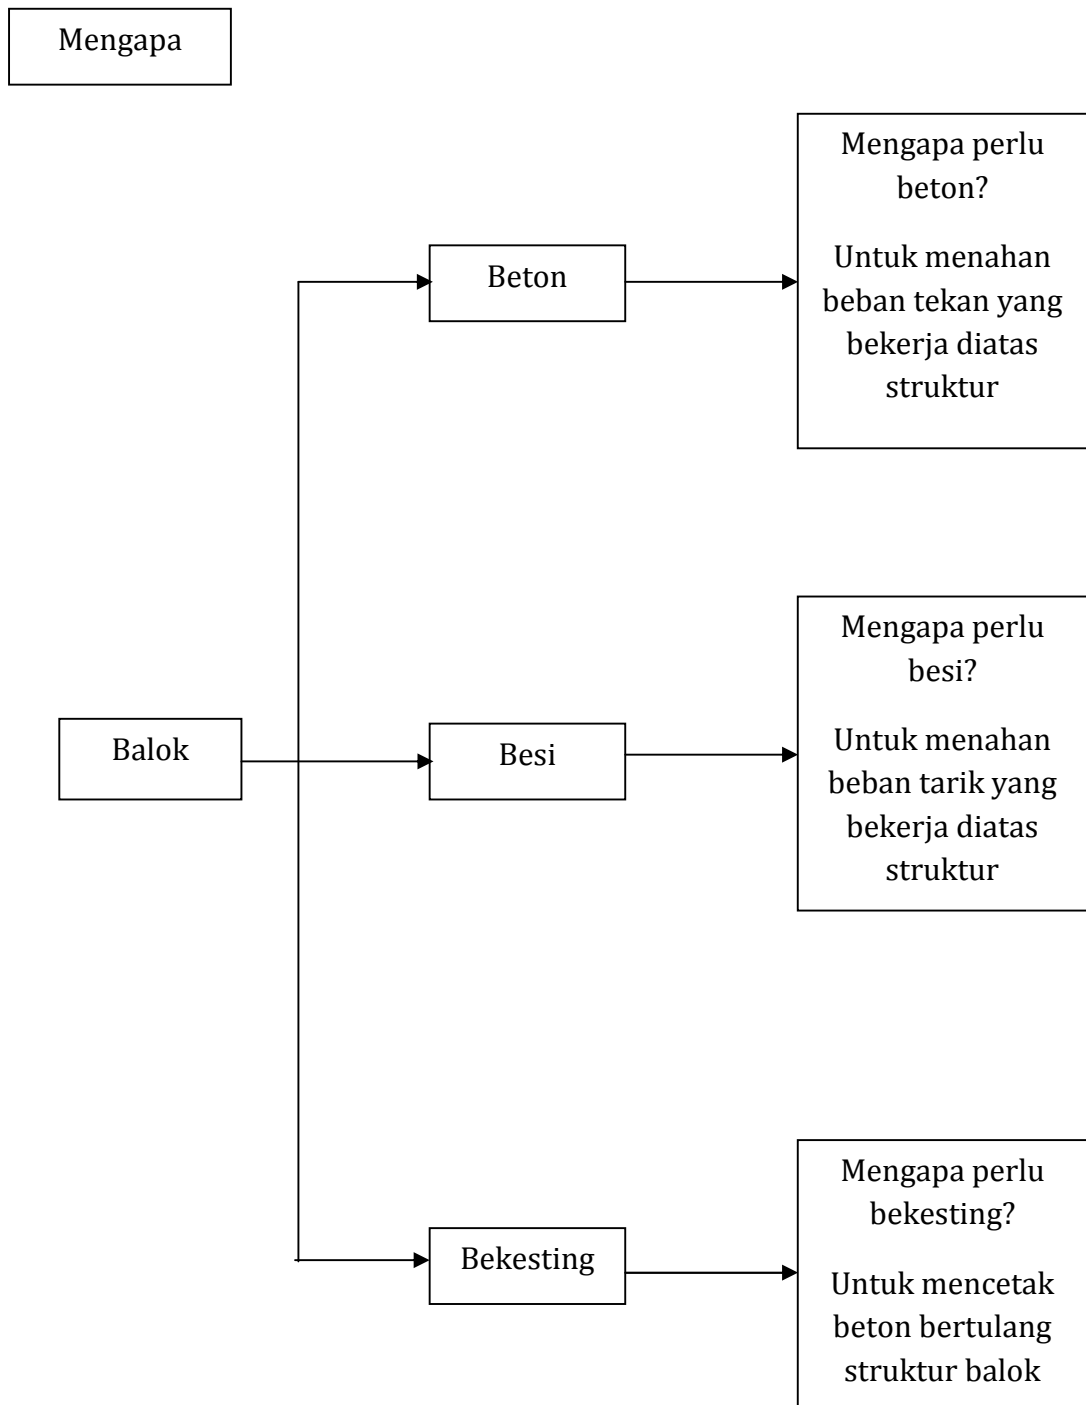 Mengapa
Mengapa perlu
beton?
Untuk menahan
beban tekan yang
bekerja diatas
struktur
Beton
Mengapa perlu
besi?
Untuk menahan
beban tarik yang
bekerja diatas
struktur
Balok
Besi
Mengapa perlu
bekesting?
Untuk mencetak
beton bertulang
struktur balok
Bekesting